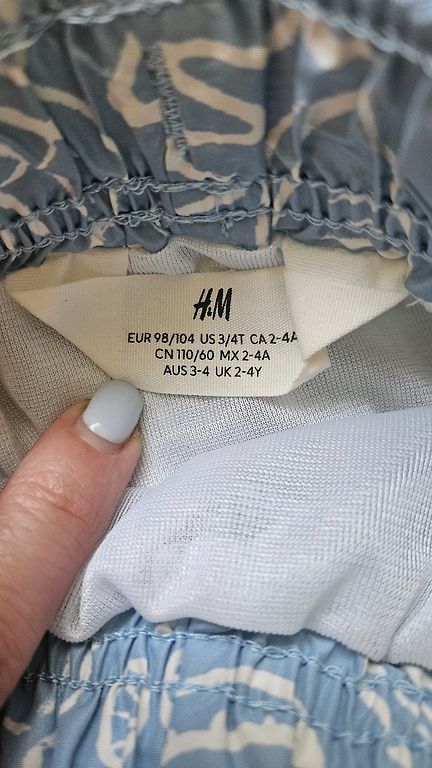 H&M
EUR 98/104 US 3/4T CA 2-4A
CN 110/60 MX 2-4A
AUS 3-4 UK 2-4Y